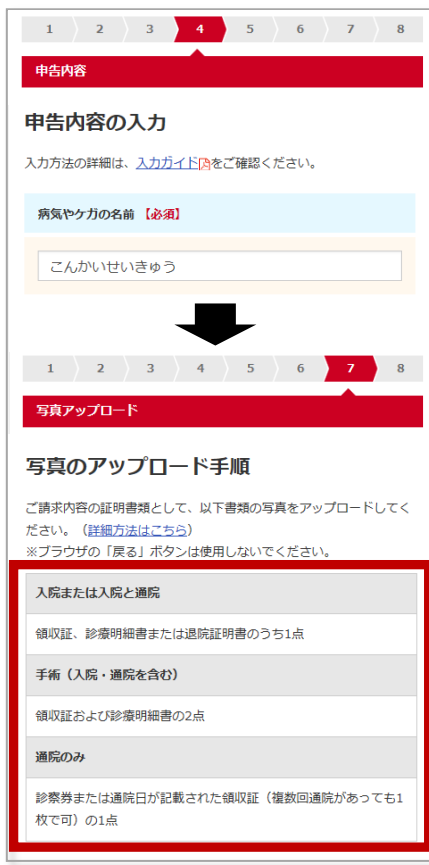 1 2 3 4 5 6 7 8
申告内容
申告内容の入力
入力方法の詳細は、入力ガイドをご確認ください。
病気やケガの名前【必須】
こんかいせいきゅう
1 2 3 4 5 6 7 8
写真アップロード
写真のアップロード手順
ご請求内容の証明書類として、以下書類の写真をアップロードしてく
ださい。（詳細方法はこちら）
※ブラウザの「戻る」ボタンは使用しないでください。
入院または入院と通院
領収証、診療明細書または退院証明書のうち1点
手術（入院・通院を含む）
領収証および診療明細書の2点
通院のみ
診察券または通院日が記載された領収証（複数回通院があっても1
枚で可）の1点